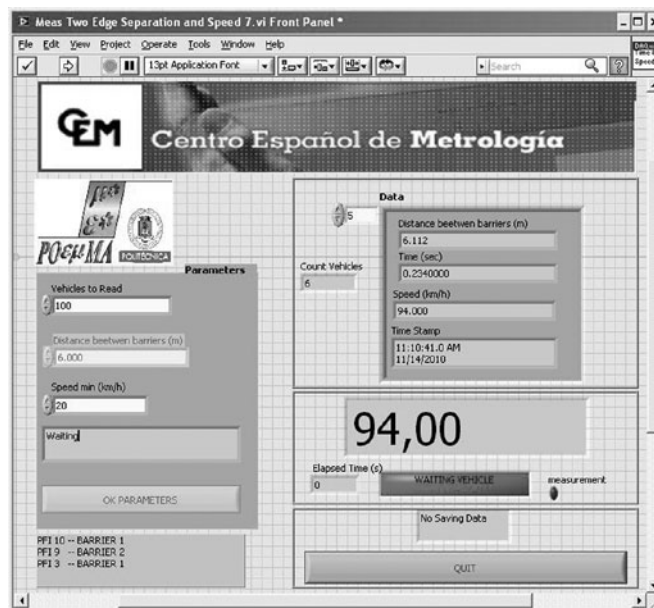 Meas Two Edge Separation and Speed 7.vi Front Panel *
File Edit View Project Operate Tools Window Help
13pt Application Font
Search
CEM
Centro Español de Metrología
POEμMA
POLITÉCNICA
Parameters
Vehicles to Read
100
Distance beetwen barriers (m)
6.000
Speed min (km/h)
20
Waiting
OK PARAMETERS
PFI 10 -- BARRIER 1
PFI 9 -- BARRIER 2
PFI 3 -- BARRIER 1
Data
5
Count Vehicles
6
Distance beetwen barriers (m)
6.112
Time (sec)
0.2340000
Speed (km/h)
94.000
Time Stamp
11:10:41.0 AM
11/14/2010
94,00
Elapsed Time (s)
0
WAITTING VEHICLE
measurement
No Saving Data
QUIT